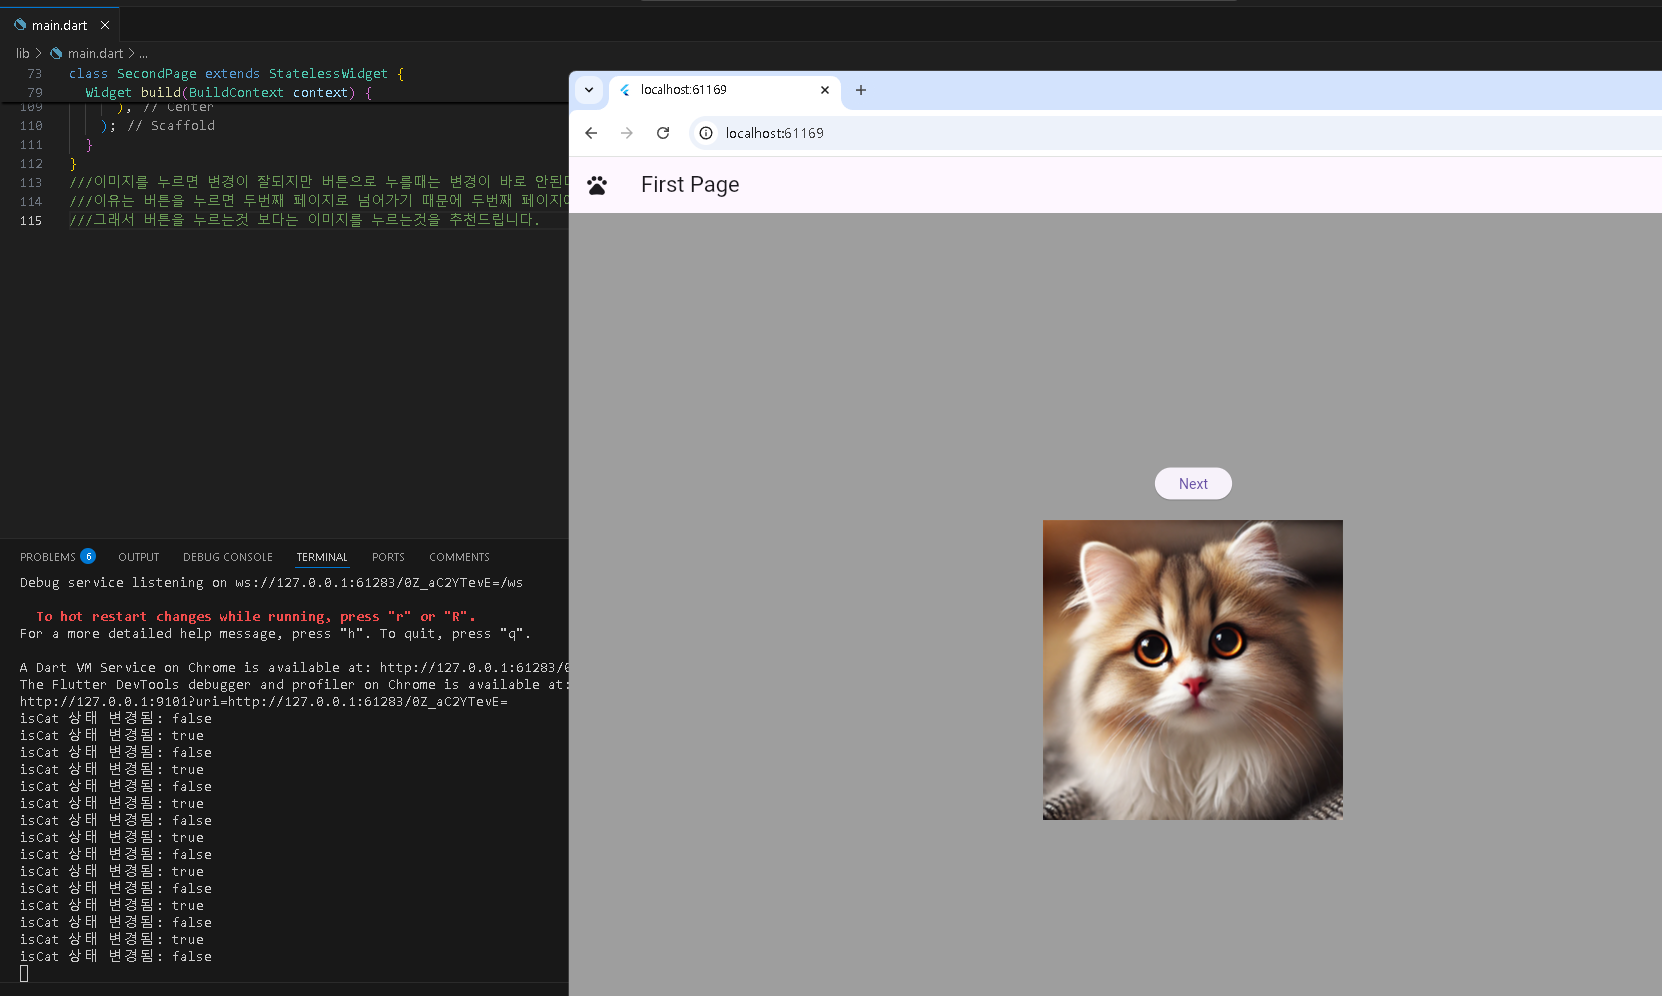 main.dart
lib > main.dart > ...
73 class SecondPage extends StatelessWidget {
79 Widget build(BuildContext context) {
109 ), // Center
110 ); // Scaffold
111 }
112 }
113 ///이미지를 누르면 변경이 잘되지만 버튼으로 누를때는 변경이 바로 안된다
114 ///이유는 버튼을 누르면 두번째 페이지로 넘어가기 때문에 두번째
115 ///그래서 버튼을 누르는것 보다는 이미지를 누르는것을 추천드립니다.
PROBLEMS 6 OUTPUT DEBUG CONSOLE TERMINAL PORTS COMMENTS
Debug service listening on ws://127.0.0.1:61283/0Z_aC2YTevE=/ws
To hot restart changes while running, press "r" or "R".
For a more detailed help message, press "h". To quit, press "q".
A Dart VM Service on Chrome is available at: http://127.0.0.1:61283/0
The Flutter DevTools debugger and profiler on Chrome is available at:
http://127.0.0.1:9101?uri=http://127.0.0.1:61283/0Z_aC2YTevE=
isCat 상태 변경됨: false
isCat 상태 변경됨: true
isCat 상태 변경됨: false
isCat 상태 변경됨: true
isCat 상태 변경됨: false
isCat 상태 변경됨: true
isCat 상태 변경됨: false
isCat 상태 변경됨: true
isCat 상태 변경됨: false
isCat 상태 변경됨: true
isCat 상태 변경됨: false
isCat 상태 변경됨: true
isCat 상태 변경됨: false
isCat 상태 변경됨: true
isCat 상태 변경됨: false
localhost:61169
localhost:61169
First Page
Next